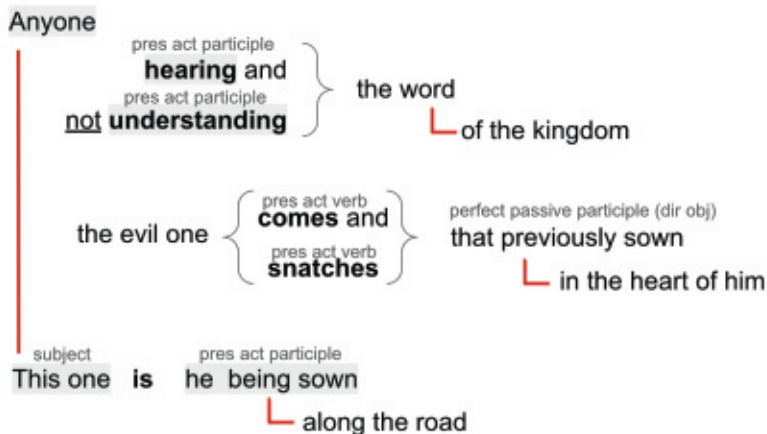 Anyone
pres act participle
hearing and
pres act participle
not understanding
the word
of the kingdom
the evil one
pres act verb
comes and
pres act verb
snatches
perfect passive participle (dir obj)
that previously sown
in the heart of him
subject
This one is
pres act participle
he being sown
along the road